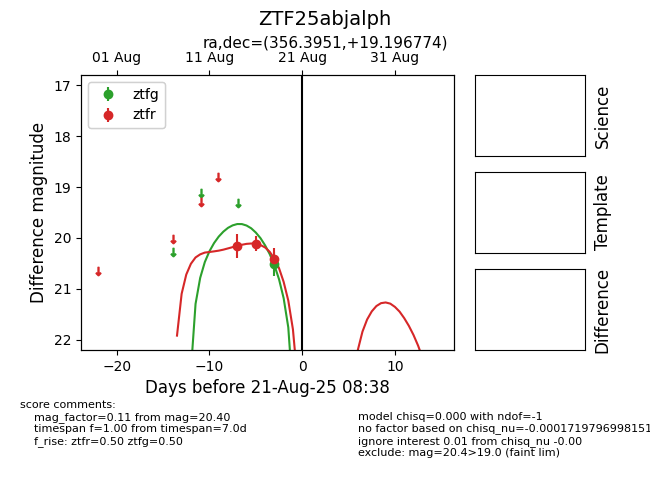 ZTF25abjalph
ra,dec=(356.3951,+19.196774)
01 Aug 11 Aug 21 Aug 31 Aug
ztfg
ztfr
17
18
19
20
21
22
Difference magnitude
−20 −10 0 10
Days before 21-Aug-25 08:38
Science
Template
Difference
score comments:
mag_factor=0.11 from mag=20.40
timespan f=1.00 from timespan=7.0d
f_rise: ztfr=0.50 ztfg=0.50
model chisq=0.000 with ndof=-1
no factor based on chisq_nu=-0.0001719796998151
ignore interest 0.01 from chisq_nu -0.00
exclude: mag=20.4>19.0 (faint lim)